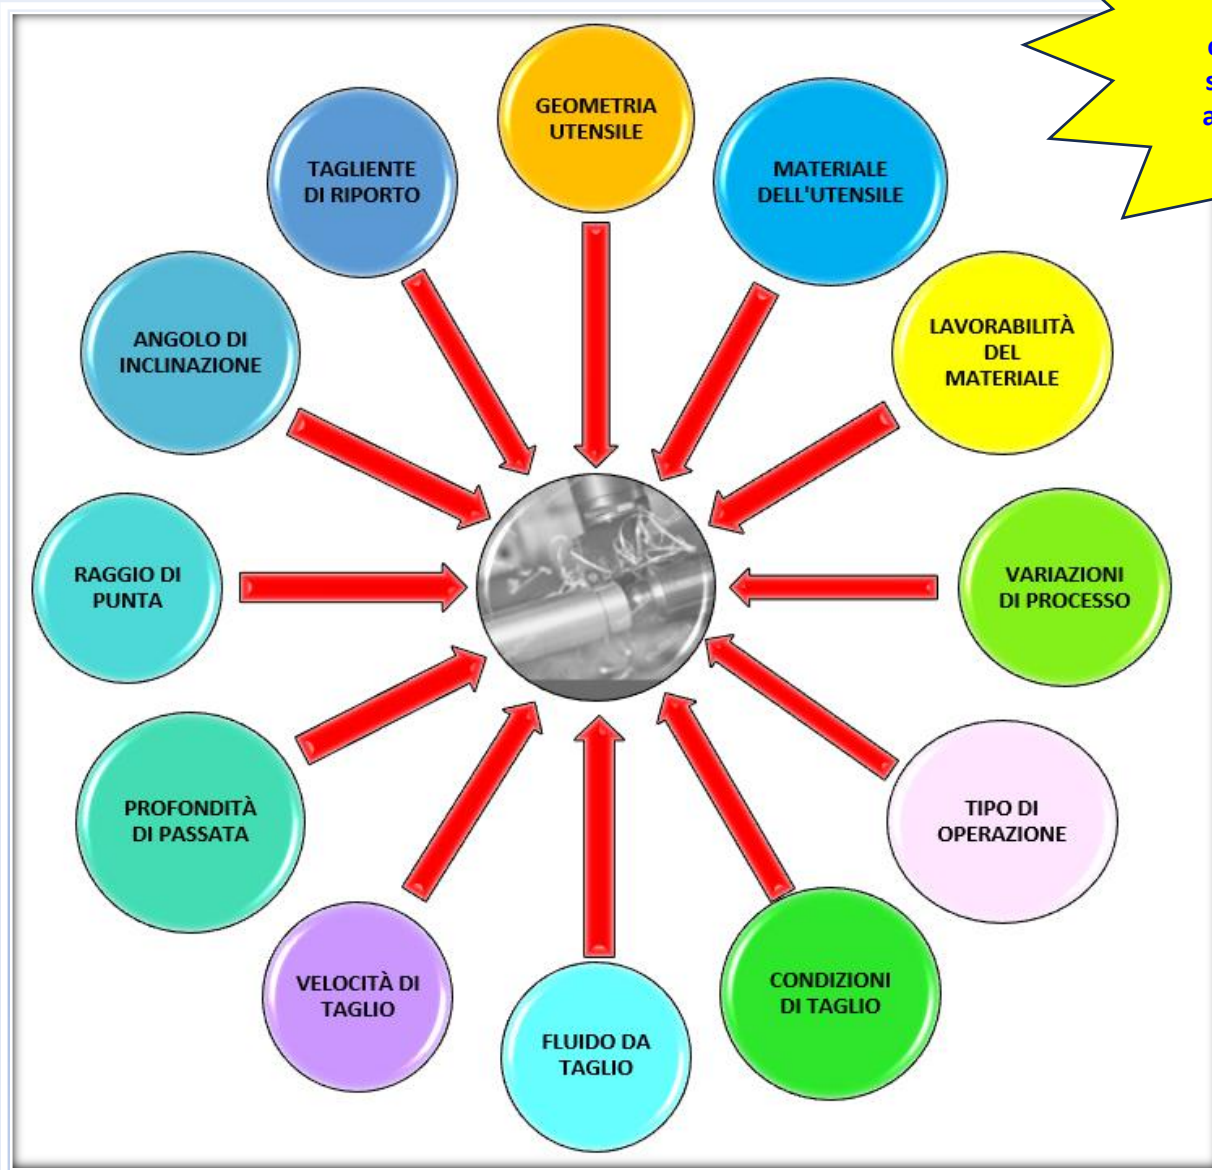 GEOMETRIA
UTENSILE
MATERIALE
DELL'UTENSILE
LAVORABILITÀ
DEL
MATERIALE
VARIAZIONI
DI PROCESSO
TIPO DI
OPERAZIONE
CONDIZIONI
DI TAGLIO
FLUIDO DA
TAGLIO
VELOCITÀ DI
TAGLIO
PROFONDITÀ
DI PASSATA
RAGGIO DI
PUNTA
ANGOLO DI
INCLINAZIONE
TAGLIENTE
DI RIPORTO